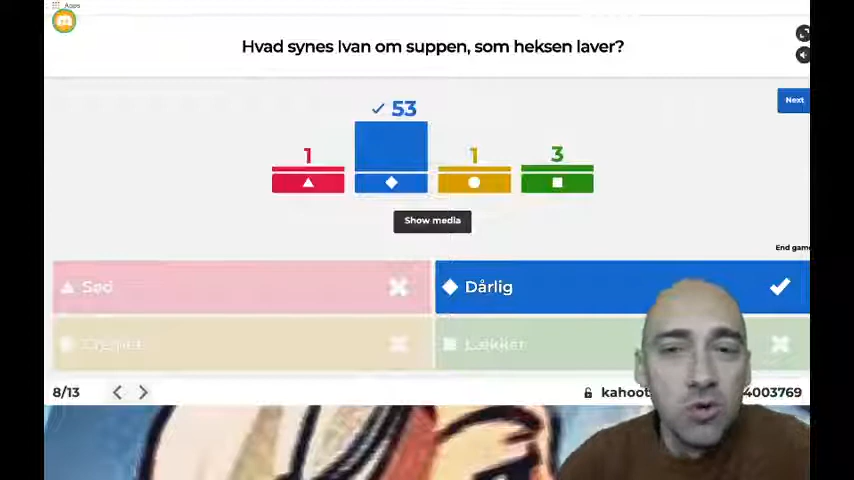 Apps
Hvad synes Ivan om suppen, som heksen laver?
Next
53
1
1
3
Show media
End game
Sød
Dårlig
Lækker
8/13
kahoot
4003769